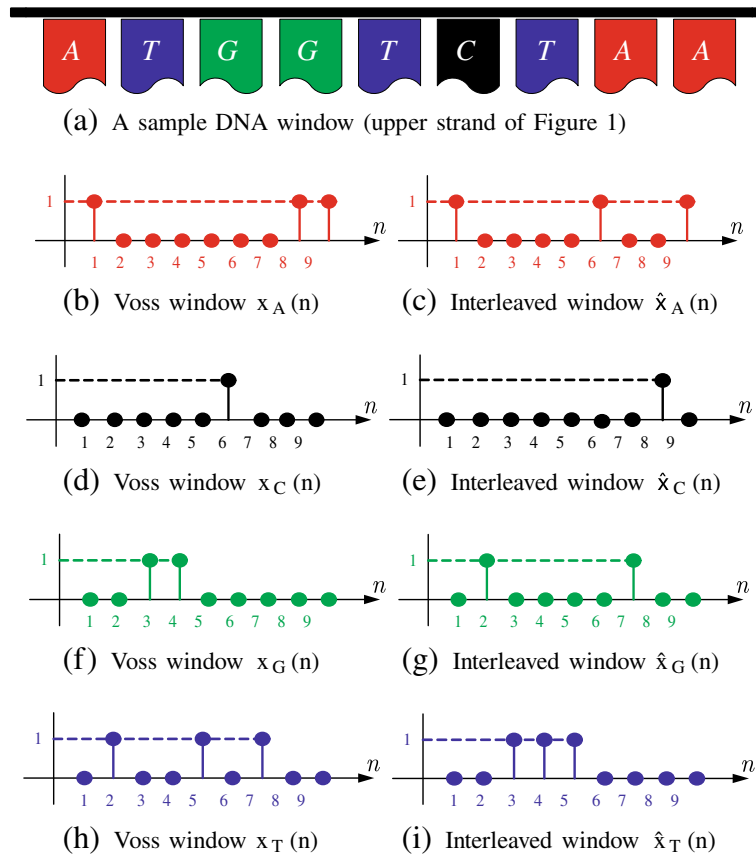 A T G G T C T A A
(a) A sample DNA window (upper strand of Figure 1)
1 n 1 n
1 2 3 4 5 6 7 8 9 1 2 3 4 5 6 7 8 9
(b) Voss window x_A(n) (c) Interleaved window x̂_A(n)
1 n 1 n
1 2 3 4 5 6 7 8 9 1 2 3 4 5 6 7 8 9
(d) Voss window x_C(n) (e) Interleaved window x̂_C(n)
1 n 1 n
1 2 3 4 5 6 7 8 9 1 2 3 4 5 6 7 8 9
(f) Voss window x_G(n) (g) Interleaved window x̂_G(n)
1 n 1 n
1 2 3 4 5 6 7 8 9 1 2 3 4 5 6 7 8 9
(h) Voss window x_T(n) (i) Interleaved window x̂_T(n)